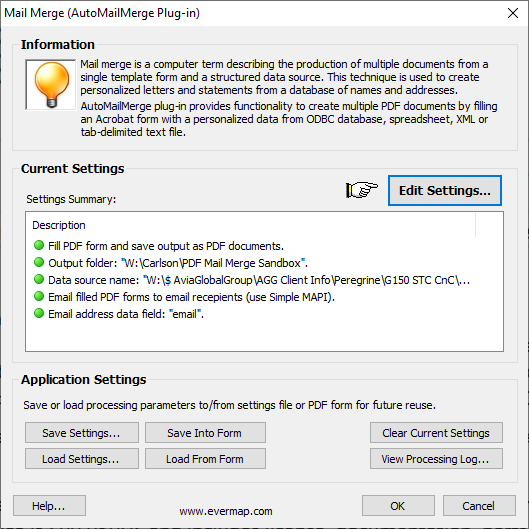 Mail Merge (AutoMailMerge Plug-in)
Information
Mail merge is a computer term describing the production of multiple documents from a
single template form and a structured data source. This technique is used to create
personalized letters and statements from a database of names and addresses.
AutoMailMerge plug-in provides functionality to create multiple PDF documents by filling
an Acrobat form with a personalized data from ODBC database, spreadsheet, XML or
tab-delimited text file.
Current Settings
Edit Settings...
Settings Summary:
Description
Fill PDF form and save output as PDF documents.
Output folder: "W:\Carlson\PDF Mail Merge Sandbox".
Data source name: "W:\$ AviaGlobalGroup\AGG Client Info\Peregrine\G150 STC CnC\...
Email filled PDF forms to email recepients (use Simple MAPI).
Email address data field: "email".
Application Settings
Save or load processing parameters to/from settings file or PDF form for future reuse.
Save Settings... Save Into Form Clear Current Settings
Load Settings... Load From Form View Processing Log...
Help... www.evermap.com OK Cancel